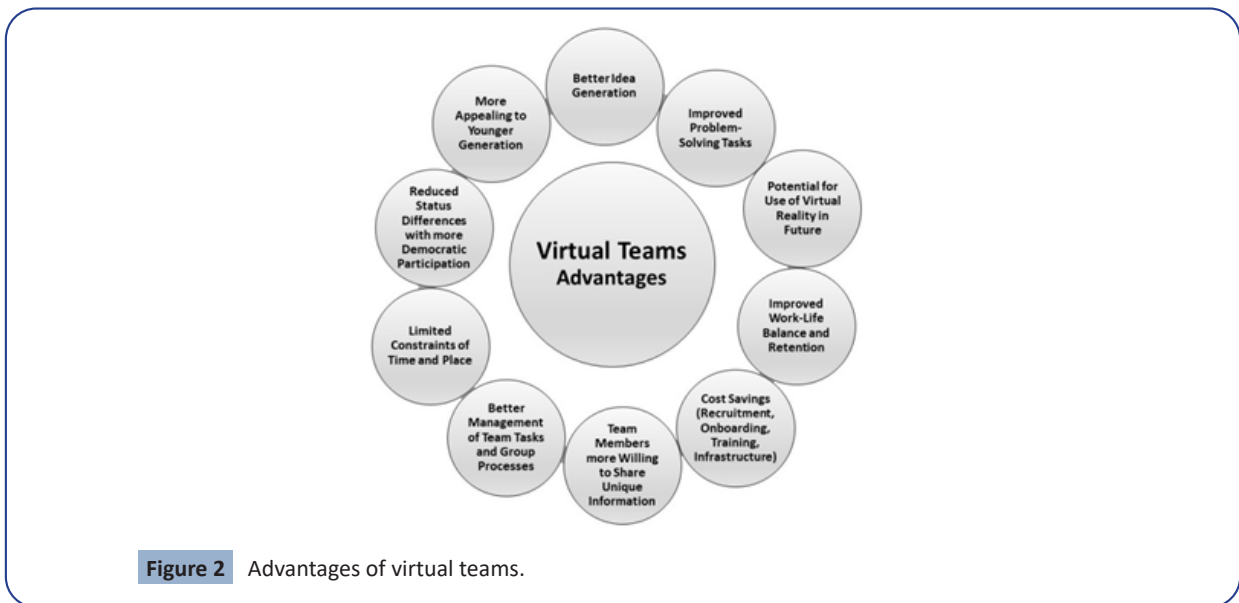 Better Idea
Generation
Improved
Problem-
Solving Tasks
Potential for
Use of Virtual
Reality in
Future
Improved
Work-Life
Balance and
Retention
Cost Savings
(Recruitment,
Onboarding,
Training,
Infrastructure)
Team
Members
more Willing
to Share
Unique
Information
Better
Management
of Team Tasks
and Group
Processes
Limited
Constraints of
Time and Place
Reduced
Status
Differences
with more
Democratic
Participation
More
Appealing to
Younger
Generation
Virtual Teams
Advantages
Figure 2 Advantages of virtual teams.